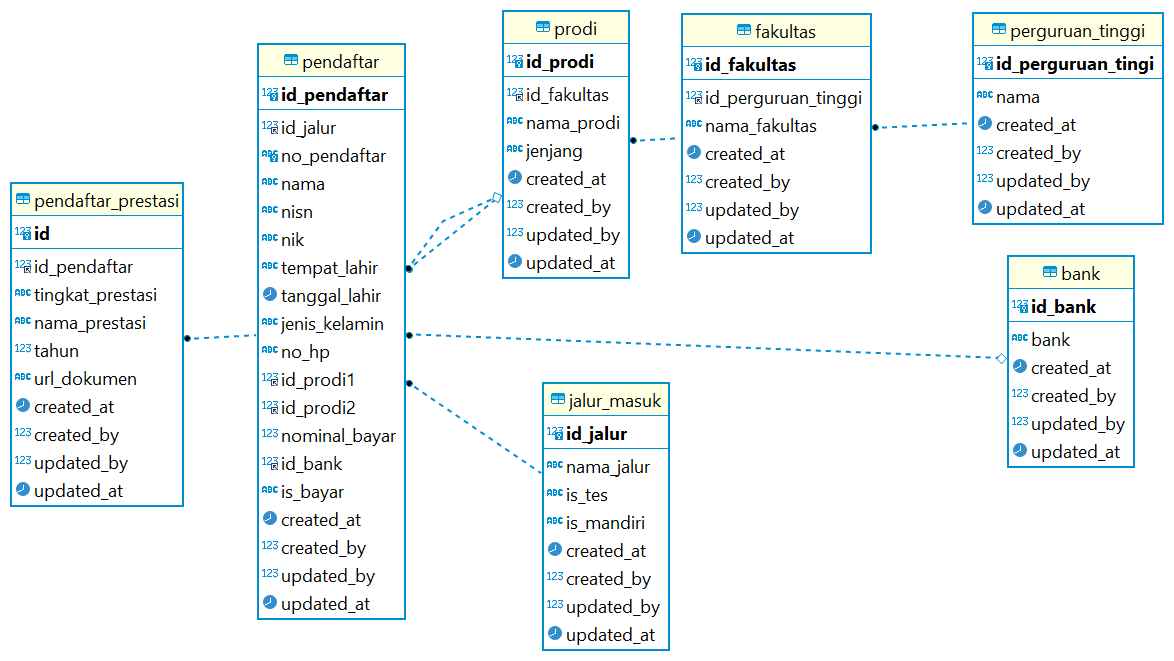 pendaftar_prestasi
id
id_pendaftar
tingkat_prestasi
nama_prestasi
tahun
url_dokumen
created_at
created_by
updated_by
updated_at
pendaftar
id_pendaftar
id_jalur
no_pendaftar
nama
nisn
nik
tempat_lahir
tanggal_lahir
jenis_kelamin
no_hp
id_prodi1
id_prodi2
nominal_bayar
id_bank
is_bayar
created_at
created_by
updated_by
updated_at
prodi
id_prodi
id_fakultas
nama_prodi
jenjang
created_at
created_by
updated_by
updated_at
jalur_masuk
id_jalur
nama_jalur
is_tes
is_mandiri
created_at
created_by
updated_by
updated_at
fakultas
id_fakultas
id_perguruan_tinggi
nama_fakultas
created_at
created_by
updated_by
updated_at
perguruan_tinggi
id_perguruan_tingi
nama
created_at
created_by
updated_by
updated_at
bank
id_bank
bank
created_at
created_by
updated_by
updated_at